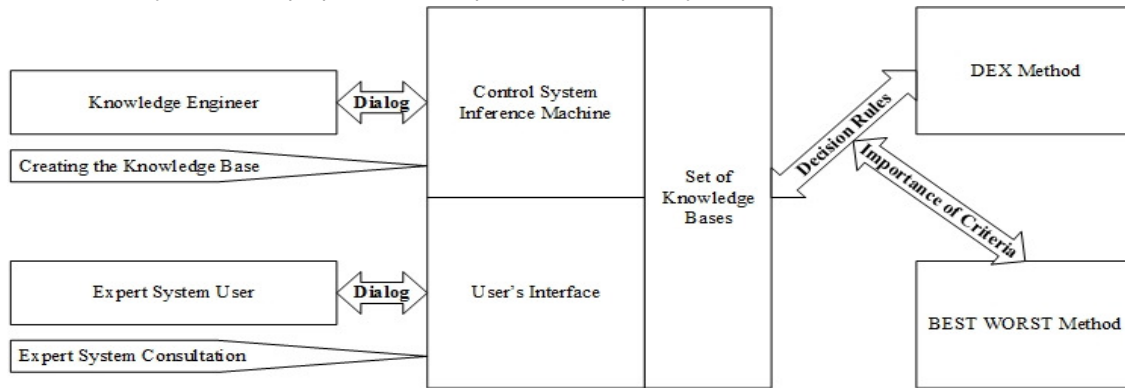 Knowledge Engineer
Dialog
Control System
Inference Machine
Creating the Knowledge Base
Set of
Knowledge
Bases
Decision Rules
DEX Method
Importance of Criteria
Expert System User
Dialog
User's Interface
Expert System Consultation
BEST WORST Method